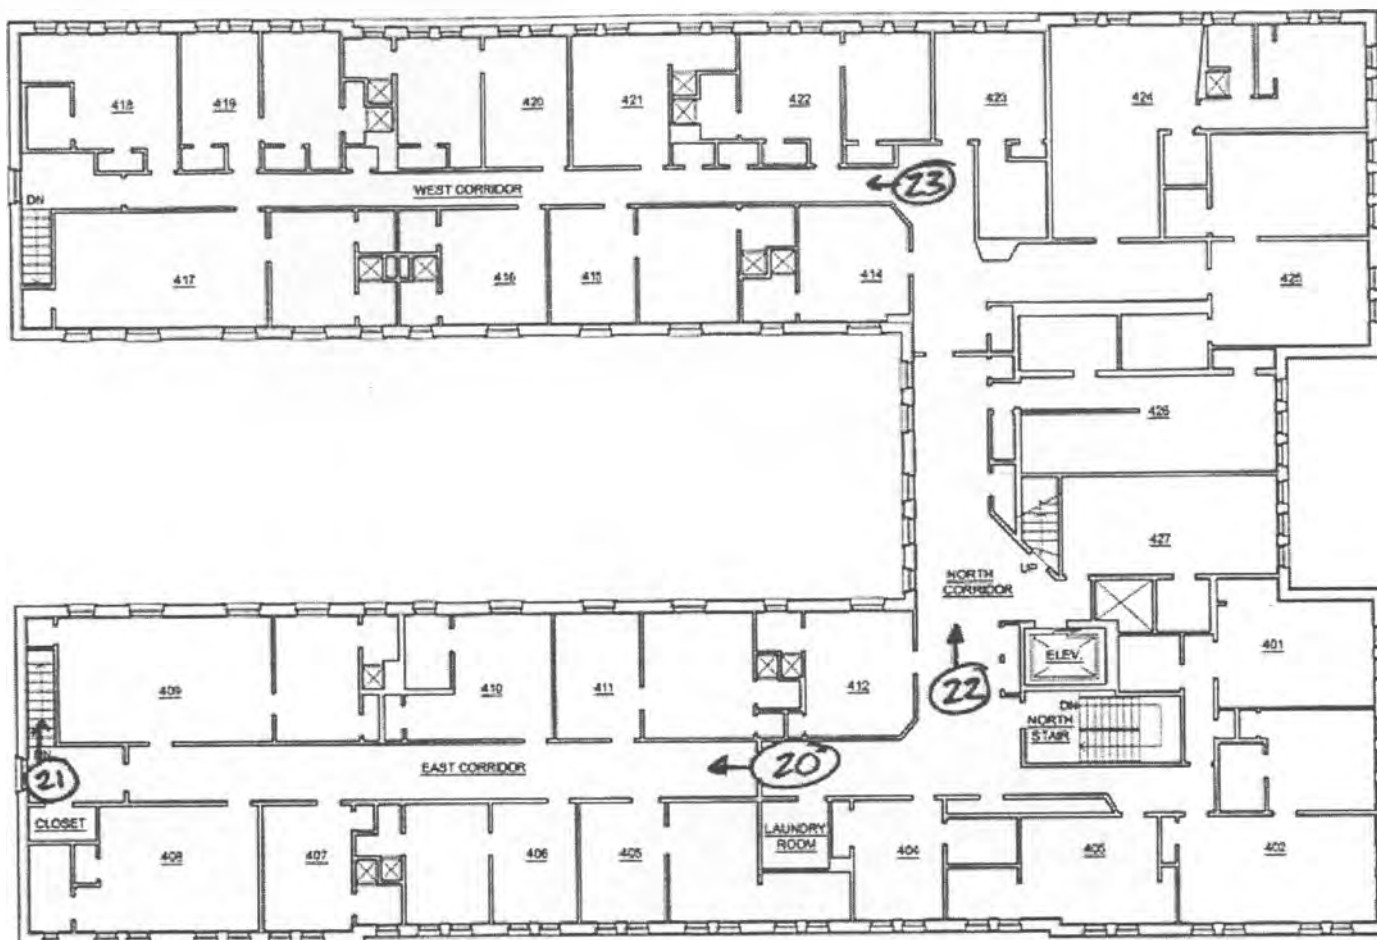 418
419
420
421
422
423
424
DN
WEST CORRIDOR
23
417
416
415
414
425
426
427
UP
NORTH
CORRIDOR
ELEV.
401
409
410
411
412
22
DN
NORTH
STAIR
DN
21
EAST CORRIDOR
20
CLOSET
408
407
406
405
LAUNDRY
ROOM
404
405
402